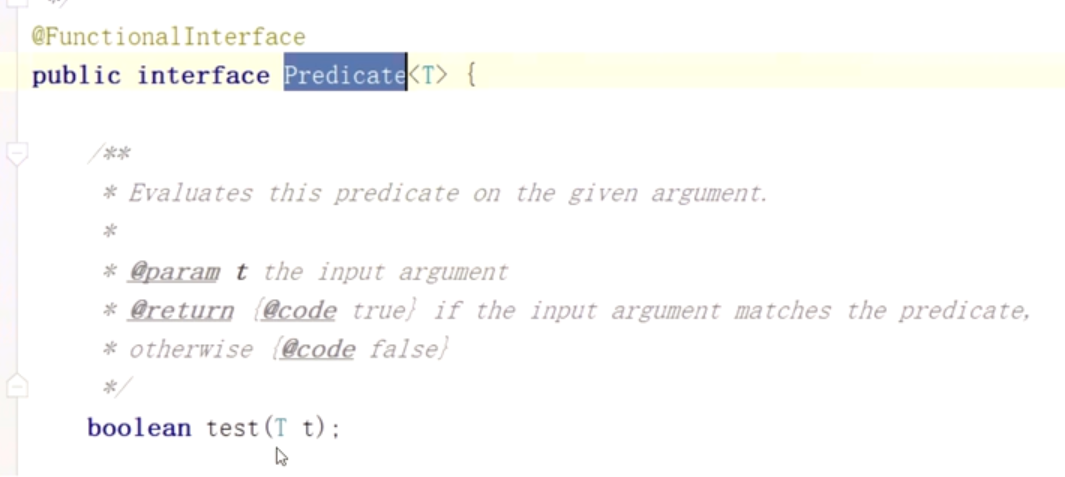 */
@FunctionalInterface
public interface Predicate<T> {
/**
* Evaluates this predicate on the given argument.
*
* @param t the input argument
* @return {@code true} if the input argument matches the predicate,
* otherwise {@code false}
*/
boolean test(T t);